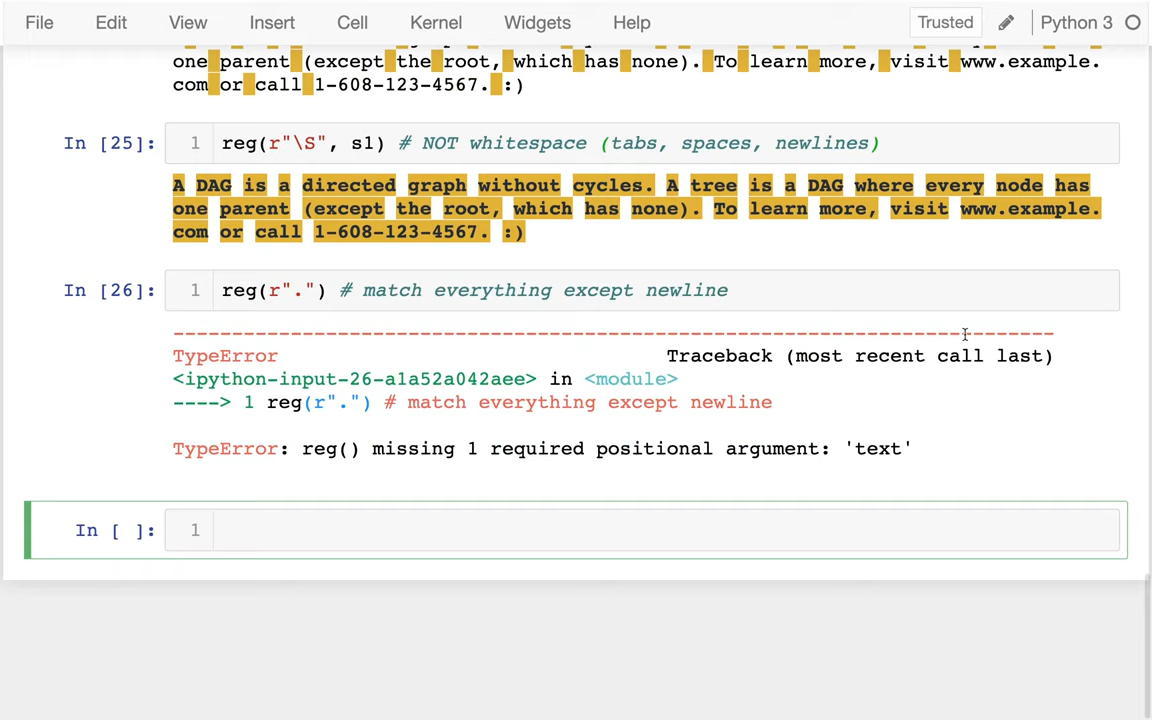 File Edit View Insert Cell Kernel Widgets Help Trusted Python 3
one parent (except the root, which has none). To learn more, visit www.example.
com or call 1-608-123-4567. :)
In [25]: 1 reg(r"\S", s1) # NOT whitespace (tabs, spaces, newlines)
A DAG is a directed graph without cycles. A tree is a DAG where every node has
one parent (except the root, which has none). To learn more, visit www.example.
com or call 1-608-123-4567. :)
In [26]: 1 reg(r".") # match everything except newline
---------------------------------------------------------------------------
TypeError Traceback (most recent call last)
<ipython-input-26-a1a52a042aee> in <module>
----> 1 reg(r".") # match everything except newline
TypeError: reg() missing 1 required positional argument: 'text'
In [ ]: 1